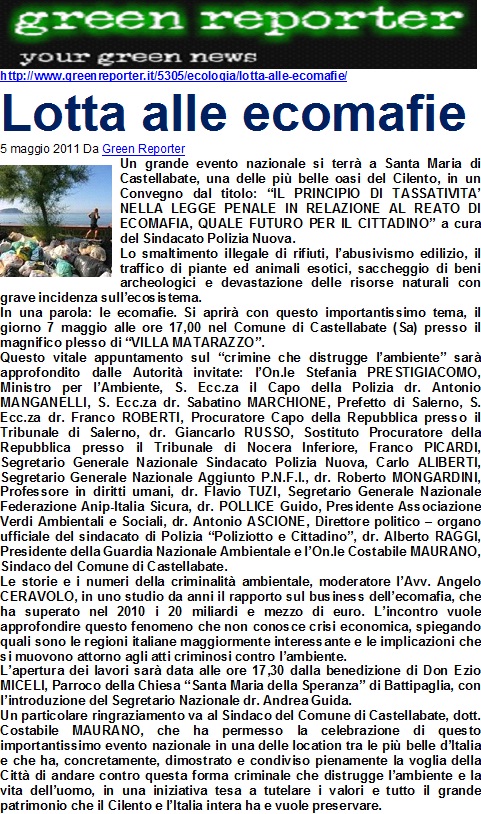 green reporter
your green news
http://www.greenreporter.it/5305/ecologia/lotta-alle-ecomafie/
Lotta alle ecomafie
5 maggio 2011 Da Green Reporter
Un grande evento nazionale si terrà a Santa Maria di
Castellabate, una delle più belle oasi del Cilento, in un
Convegno dal titolo: “IL PRINCIPIO DI TASSATIVITA’
NELLA LEGGE PENALE IN RELAZIONE AL REATO DI
ECOMAFIA, QUALE FUTURO PER IL CITTADINO” a cura
del Sindacato Polizia Nuova.
Lo smaltimento illegale di rifiuti, l’abusivismo edilizio, il
traffico di piante ed animali esotici, saccheggio di beni
archeologici e devastazione delle risorse naturali con
grave incidenza sull’ecosistema.
In una parola: le ecomafie. Si aprirà con questo importantissimo tema, il
giorno 7 maggio alle ore 17,00 nel Comune di Castellabate (Sa) presso il
magnifico plesso di “VILLA MATARAZZO”.
Questo vitale appuntamento sul “crimine che distrugge l’ambiente” sarà
approfondito dalle Autorità invitate: l’On.le Stefania PRESTIGIACOMO,
Ministro per l’Ambiente, S. Ecc.za il Capo della Polizia dr. Antonio
MANGANELLI, S. Ecc.za dr. Sabatino MARCHIONE, Prefetto di Salerno, S.
Ecc.za dr. Franco ROBERTI, Procuratore Capo della Repubblica presso il
Tribunale di Salerno, dr. Giancarlo RUSSO, Sostituto Procuratore della
Repubblica presso il Tribunale di Nocera Inferiore, Franco PICARDI,
Segretario Generale Nazionale Sindacato Polizia Nuova, Carlo ALIBERTI,
Segretario Generale Nazionale Aggiunto P.N.F.I., dr. Roberto MONGARDINI,
Professore in diritti umani, dr. Flavio TUZI, Segretario Generale Nazionale
Federazione Anip-Italia Sicura, dr. POLLICE Guido, Presidente Associazione
Verdi Ambientali e Sociali, dr. Antonio ASCIONE, Direttore politico – organo
ufficiale del sindacato di Polizia “Poliziotto e Cittadino”, dr. Alberto RAGGI,
Presidente della Guardia Nazionale Ambientale e l’On.le Costabile MAURANO,
Sindaco del Comune di Castellabate.
Le storie e i numeri della criminalità ambientale, moderatore l’Avv. Angelo
CERAVOLO, in uno studio da anni il rapporto sul business dell’ecomafia, che
ha superato nel 2010 i 20 miliardi e mezzo di euro. L’incontro vuole
approfondire questo fenomeno che non conosce crisi economica, spiegando
quali sono le regioni italiane maggiormente interessante e le implicazioni che
si muovono attorno agli atti criminosi contro l’ambiente.
L’apertura dei lavori sarà data alle ore 17,30 dalla benedizione di Don Ezio
MICELI, Parroco della Chiesa “Santa Maria della Speranza” di Battipaglia, con
l’introduzione del Segretario Nazionale dr. Andrea Guida.
Un particolare ringraziamento va al Sindaco del Comune di Castellabate, dott.
Costabile MAURANO, che ha permesso la celebrazione di questo
importantissimo evento nazionale in una delle location tra le più belle d’Italia
e che ha, concretamente, dimostrato e condiviso pienamente la voglia della
Città di andare contro questa forma criminale che distrugge l’ambiente e la
vita dell’uomo, in una iniziativa tesa a tutelare i valori e tutto il grande
patrimonio che il Cilento e l’Italia intera ha e vuole preservare.